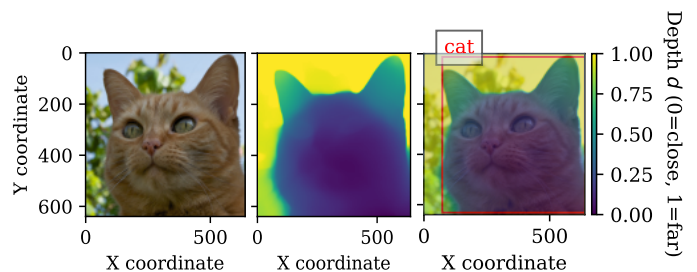 cat
0
200
400
600
Y coordinate
0
500
X coordinate
0
500
X coordinate
0
500
X coordinate
1.00
0.75
0.50
0.25
0.00
Depth d (0=close, 1=far)